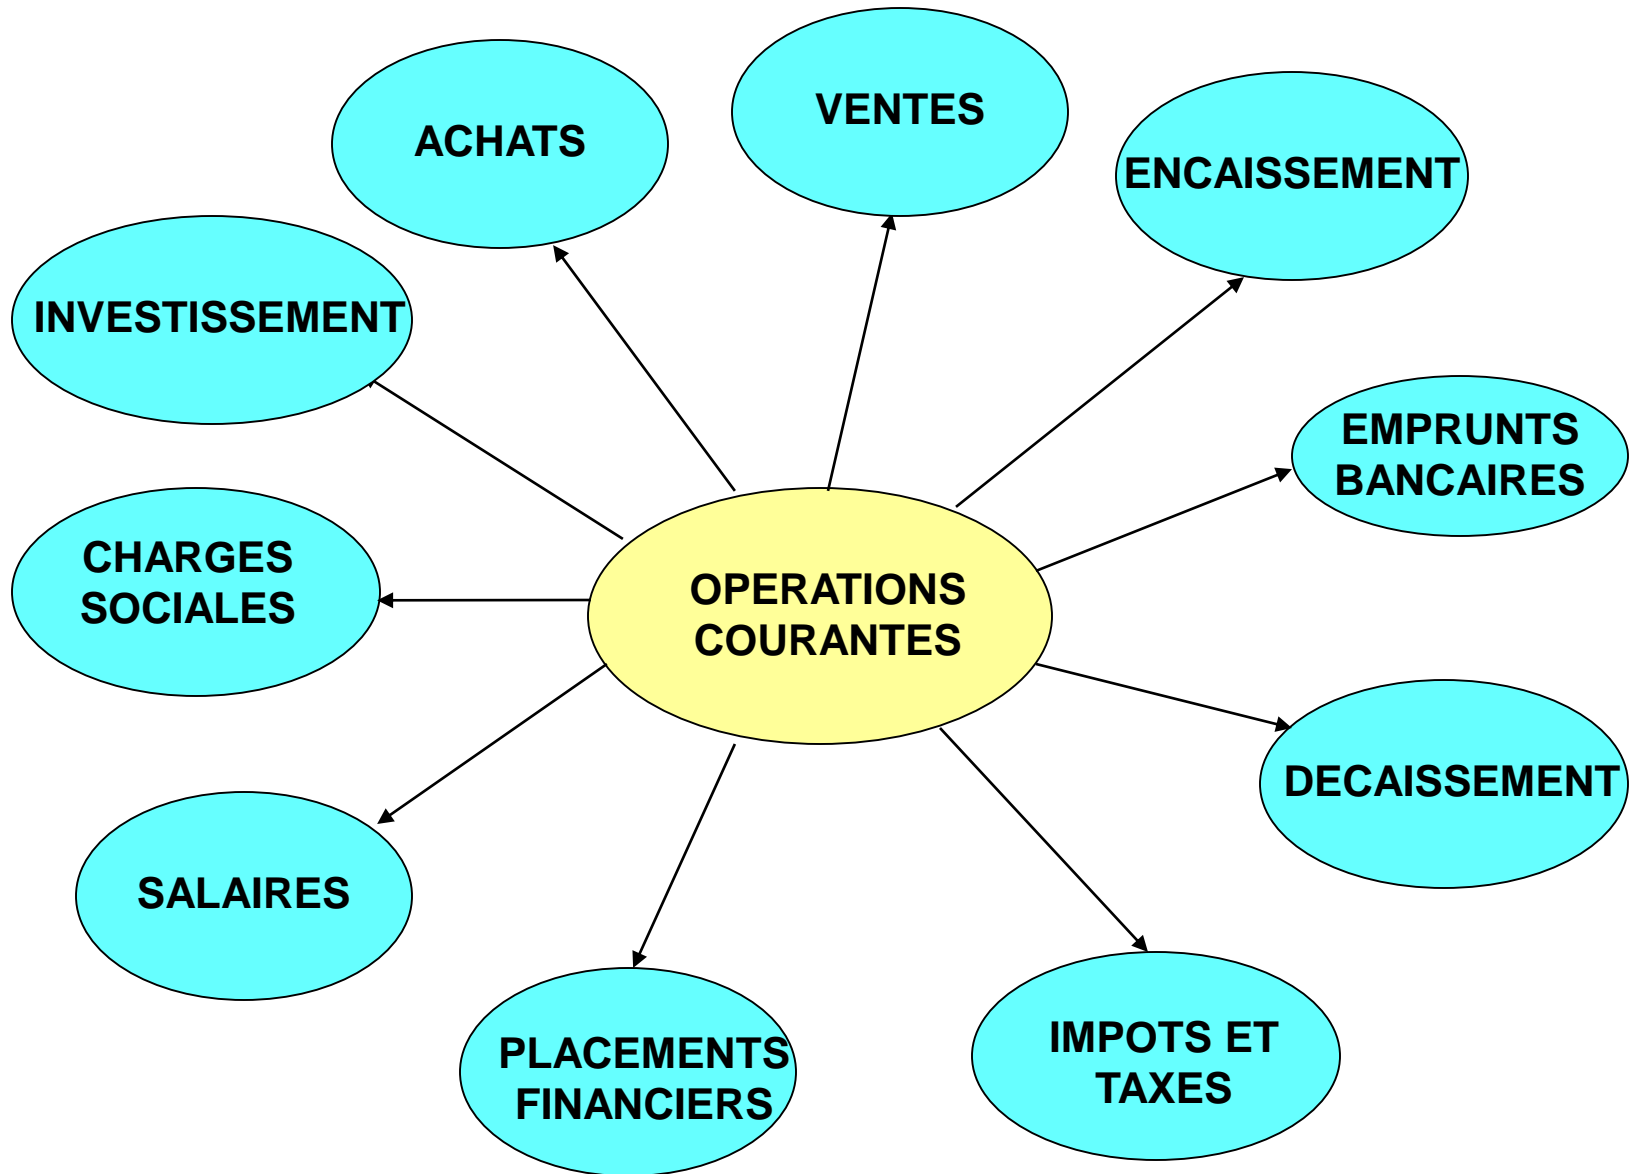 VENTES
ACHATS
ENCAISSEMENT
INVESTISSEMENT
EMPRUNTS
BANCAIRES
CHARGES
SOCIALES
OPERATIONS
COURANTES
DECAISSEMENT
SALAIRES
PLACEMENTS
FINANCIERS
IMPOTS ET
TAXES